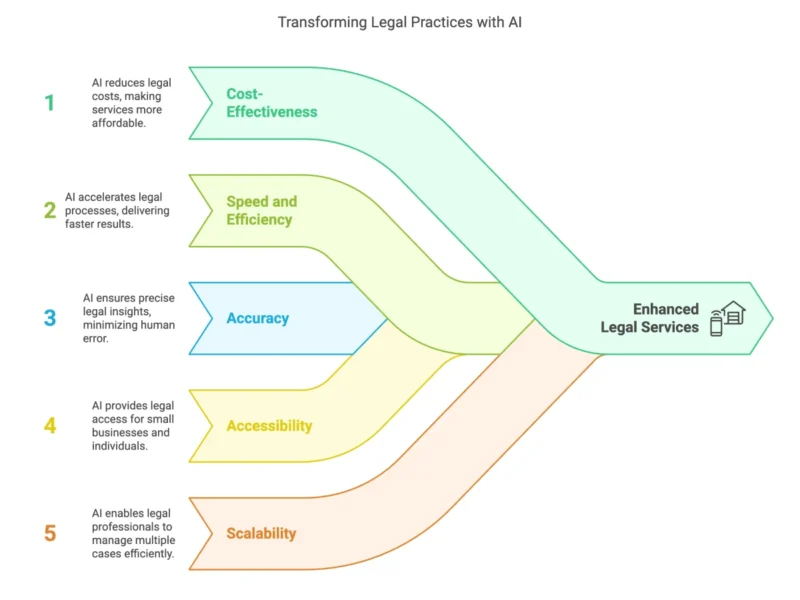 Transforming Legal Practices with AI
1
AI reduces legal
costs, making
services more
affordable.
Cost-
Effectiveness
2
AI accelerates legal
processes, delivering
faster results.
Speed and
Efficiency
3
AI ensures precise
legal insights,
minimizing human
error.
Accuracy
Enhanced
Legal Services
4
AI provides legal
access for small
businesses and
individuals.
Accessibility
5
AI enables legal
professionals to
manage multiple
cases efficiently.
Scalability